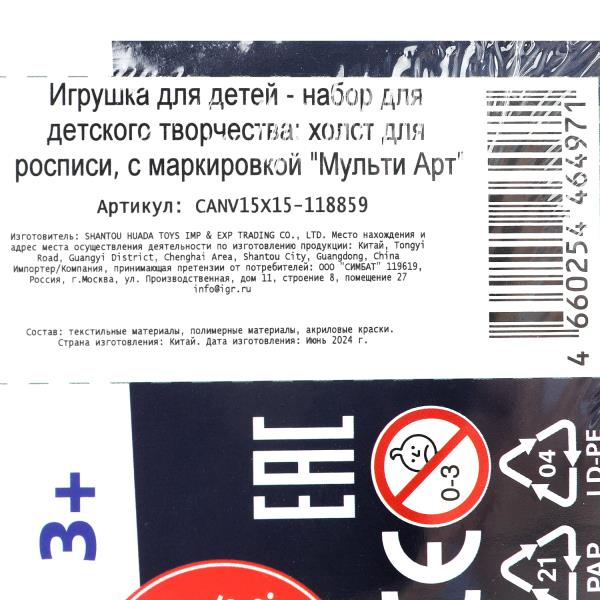 Игрушка для детей - набор для
детского творчества: холст для
росписи, с маркировкой "Мульти Арт"
Артикул: CANV15X15-118859
Изготовитель: SHANTOU HUADA TOYS IMP & EXP TRADING CO., LTD. Место нахождения и
адрес места осуществления деятельности по изготовлению продукции: Китай, Tongyi
Road, Guangyi District, Chenghai Area, Shantou City, Guangdong, China
Импортер/Компания, принимающая претензии от потребителей: ООО "СИМБАТ" 119619,
Россия, г.Москва, ул. Производственная, дом 11, строение 8, помещение 27
info@igr.ru
Состав: текстильные материалы, полимерные материалы, акриловые краски.
Страна изготовления: Китай. Дата изготовления: Июнь 2024 г.
4 660254 464971
3+
EAC
0-3
CE
04
LD-PE
21
PAP